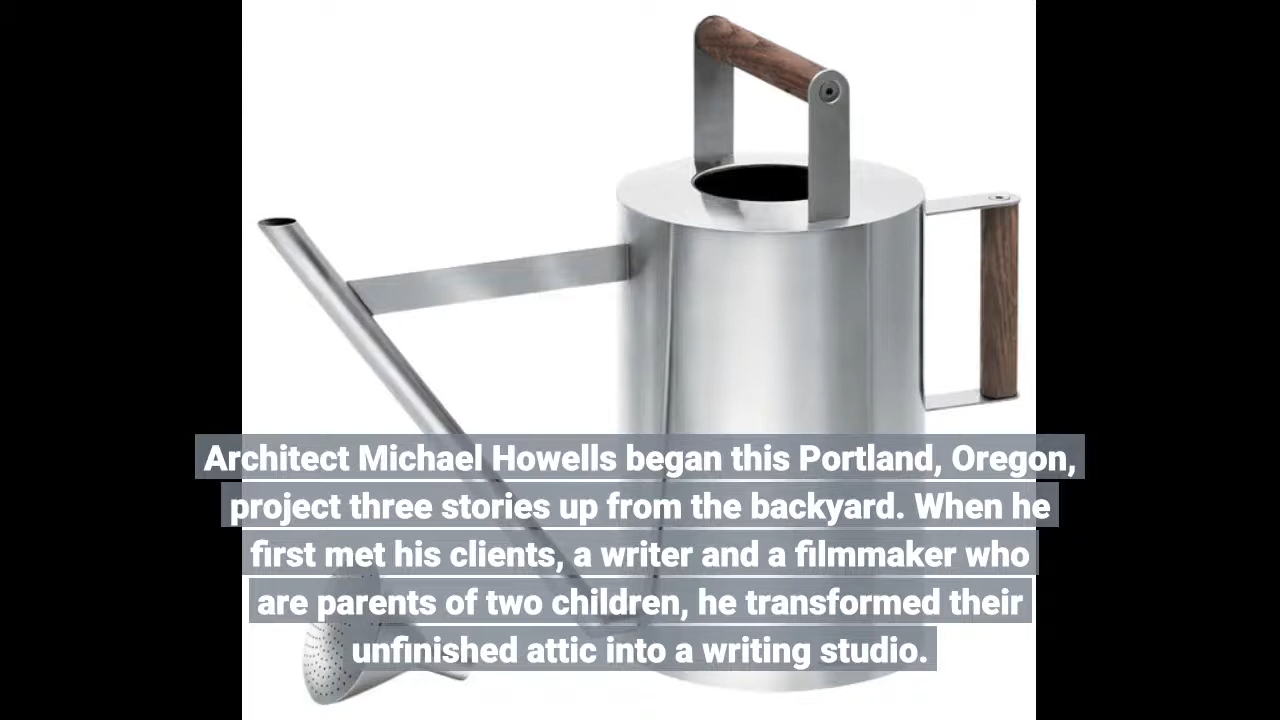 Architect Michael Howells began this Portland, Oregon,
project three stories up from the backyard. When he
first met his clients, a writer and a filmmaker who
are parents of two children, he transformed their
unfinished attic into a writing studio.